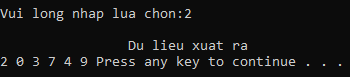 Vui long nhap lua chon:2
Du lieu xuat ra
2 0 3 7 4 9 Press any key to continue . . .